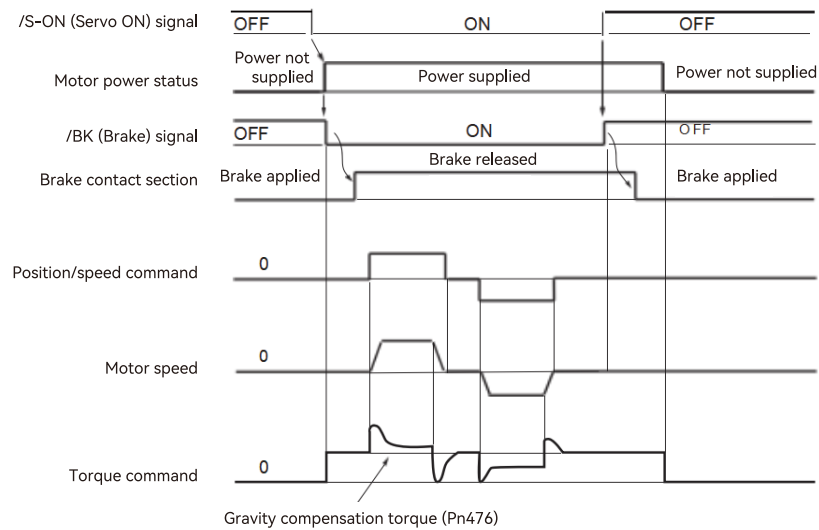 /S-ON (Servo ON) signal OFF ON OFF
Motor power status Power not supplied Power supplied Power not supplied
/BK (Brake) signal OFF ON OFF
Brake released
Brake contact section Brake applied Brake applied
Position/speed command 0
Motor speed 0
Torque command 0
Gravity compensation torque (Pn476)